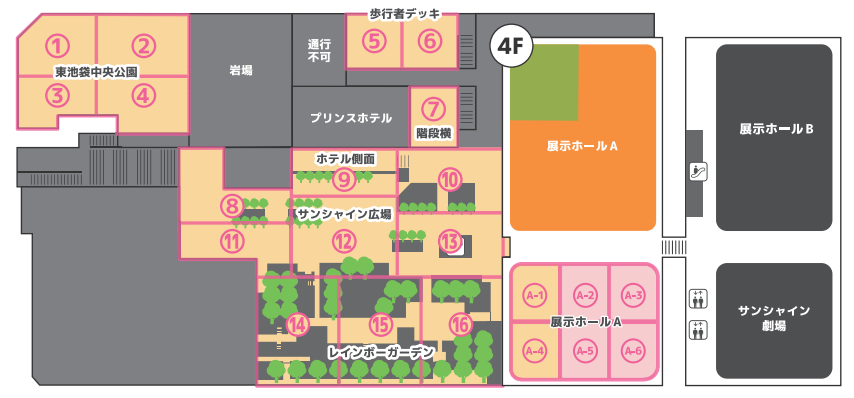 歩行者デッキ
① ② 
東池袋中央公園
③ ④
岩場
通行
不可
⑤ ⑥
4F
プリンスホテル
⑦
階段横
展示ホールA
展示ホールB
ホテル側面
⑨
⑩
⑧
サンシャイン広場
⑪
⑫
⑬
⑭
⑮
⑯
レインボーガーデン
A-1 A-2 A-3
展示ホールA
A-4 A-5 A-6
サンシャイン
劇場